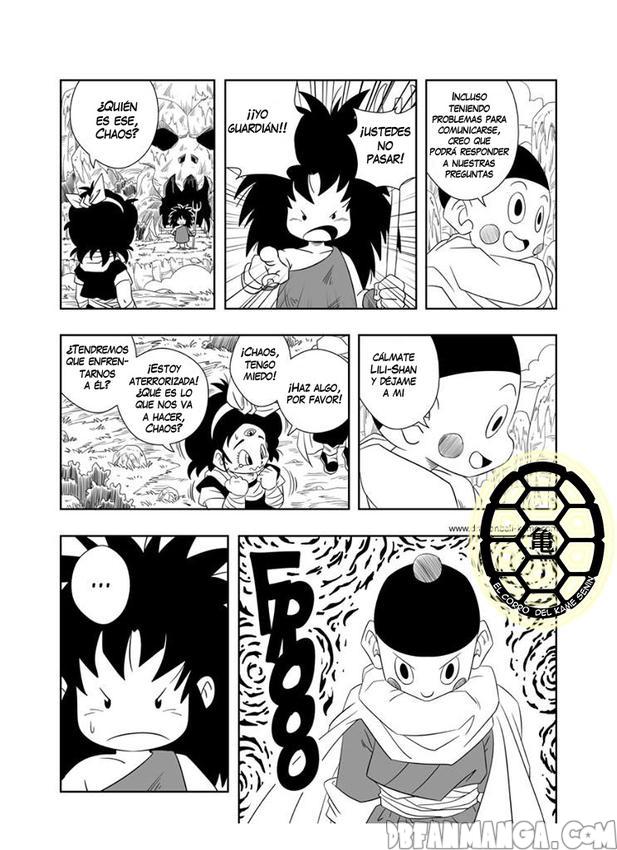 ¿QUIÉN
ES ESE,
CHAOS?
¡¡YO
GUARDIÁN!!
¡USTEDES
NO
PASAR!
INCLUSO
TENIENDO
PROBLEMAS PARA
COMUNICARSE,
CREO QUE
PODRÁ RESPONDER
A NUESTRAS
PREGUNTAS
¿TENDREMOS
QUE ENFREN-
TARNOS
A ÉL?
¡ESTOY
ATERRORIZADA!
¿QUÉ ES LO
QUE NOS VA
A HACER,
CHAOS?
¡CHAOS,
TENGO
MIEDO!
¡HAZ ALGO,
POR FAVOR!
CÁLMATE
LILI-SHAN
Y DÉJAME
A MI
亀
EL CORRO DEL KAME SENIN
...
FROOO
DBFANMANGA.COM